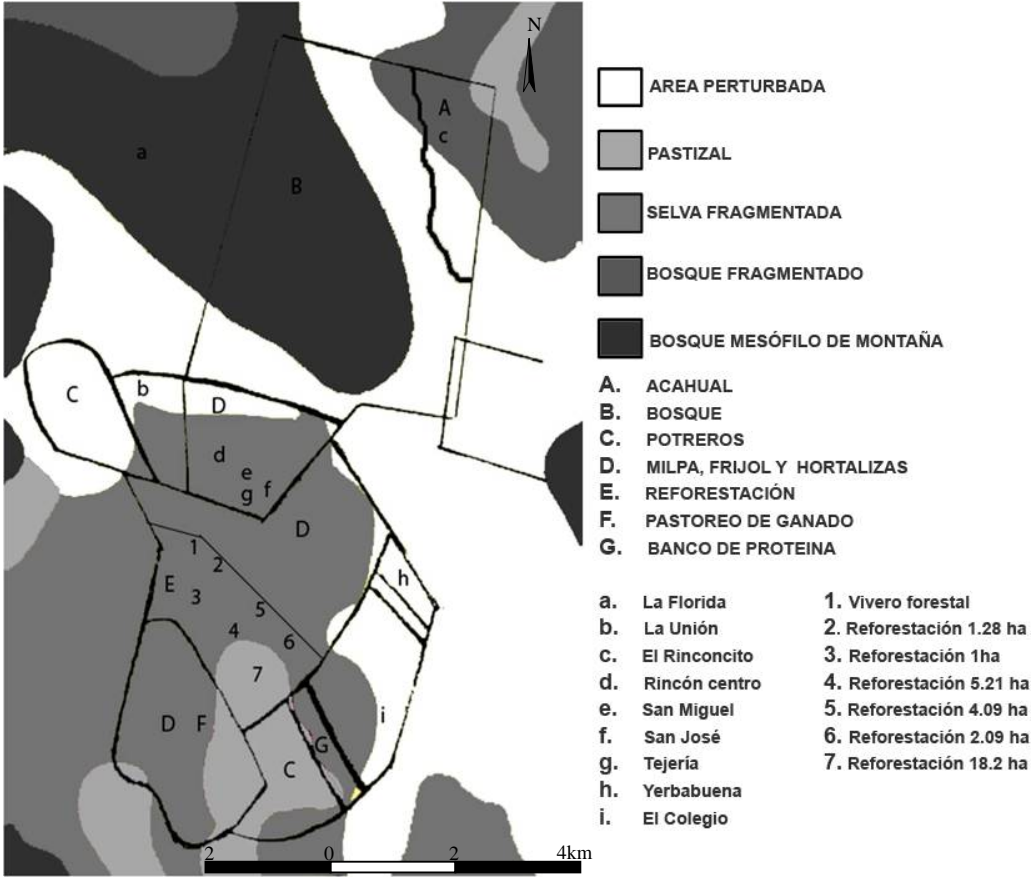 N
A
c
a
B
C
b
D
d
e
g f
D
1
2
E
3
5
4
6
7
h
D F
G
i
C
2 0 2 4km
AREA PERTURBADA
PASTIZAL
SELVA FRAGMENTADA
BOSQUE FRAGMENTADO
BOSQUE MESÓFILO DE MONTAÑA
A. ACAHUAL
B. BOSQUE
C. POTREROS
D. MILPA, FRIJOL Y HORTALIZAS
E. REFORESTACIÓN
F. PASTOREO DE GANADO
G. BANCO DE PROTEINA
a. La Florida
b. La Unión
c. El Rinconcito
d. Rincón centro
e. San Miguel
f. San José
g. Tejería
h. Yerbabuena
i. El Colegio
1. Vivero forestal
2. Reforestación 1.28 ha
3. Reforestación 1ha
4. Reforestación 5.21 ha
5. Reforestación 4.09 ha
6. Reforestación 2.09 ha
7. Reforestación 18.2 ha